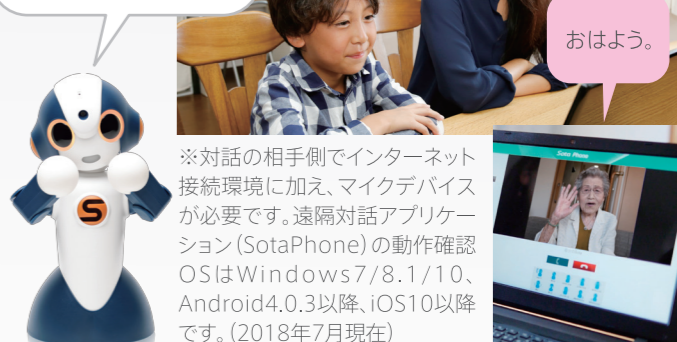 おはよう。
※対話の相手側でインターネット
接続環境に加え、マイクデバイス
が必要です。遠隔対話アプリケー
ション(SotaPhone)の動作確認
OSはWindows7/8.1/10、
Android4.0.3以降、iOS10以降
です。(2018年7月現在)
Sota Phone
S